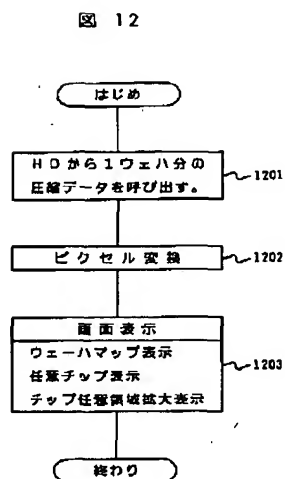 図 12
はじめ
HDから1ウェハ分の
圧縮データを呼び出す。
1201
ピクセル変換
1202
画面表示
ウェーハマップ表示
任意チップ表示
チップ任意領域拡大表示
1203
終わり